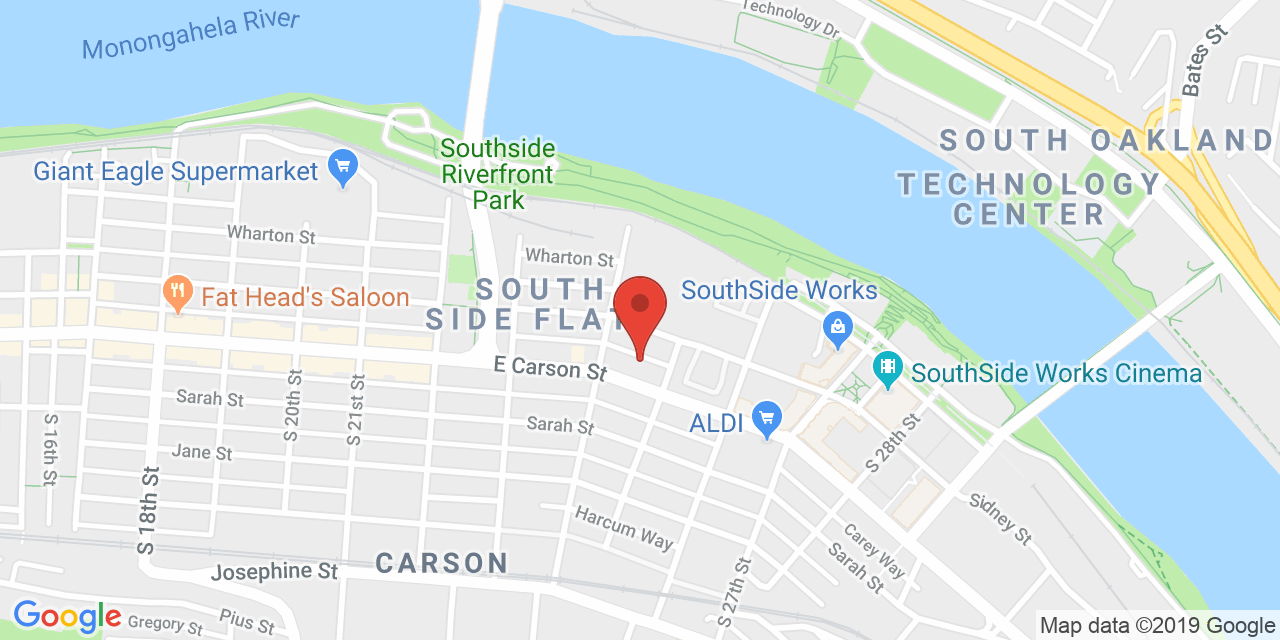 Monongahela River
Technology Dr
Bates St
SOUTH OAKLAND
Giant Eagle Supermarket
Southside
Riverfront
Park
TECHNOLOGY
CENTER
Wharton St
Wharton St
Fat Head's Saloon
SOUTH
SIDE FLAT
SouthSide Works
E Carson St
SouthSide Works Cinema
Sarah St
S 20th St
S 21st St
S 16th St
Sarah St
ALDI
Jane St
S 28th St
S 18th St
Harcum Way
Sidney St
Carey Way
Sarah St
CARSON
Josephine St
S 27th St
Google
Gregory St
Pius St
Map data ©2019 Google